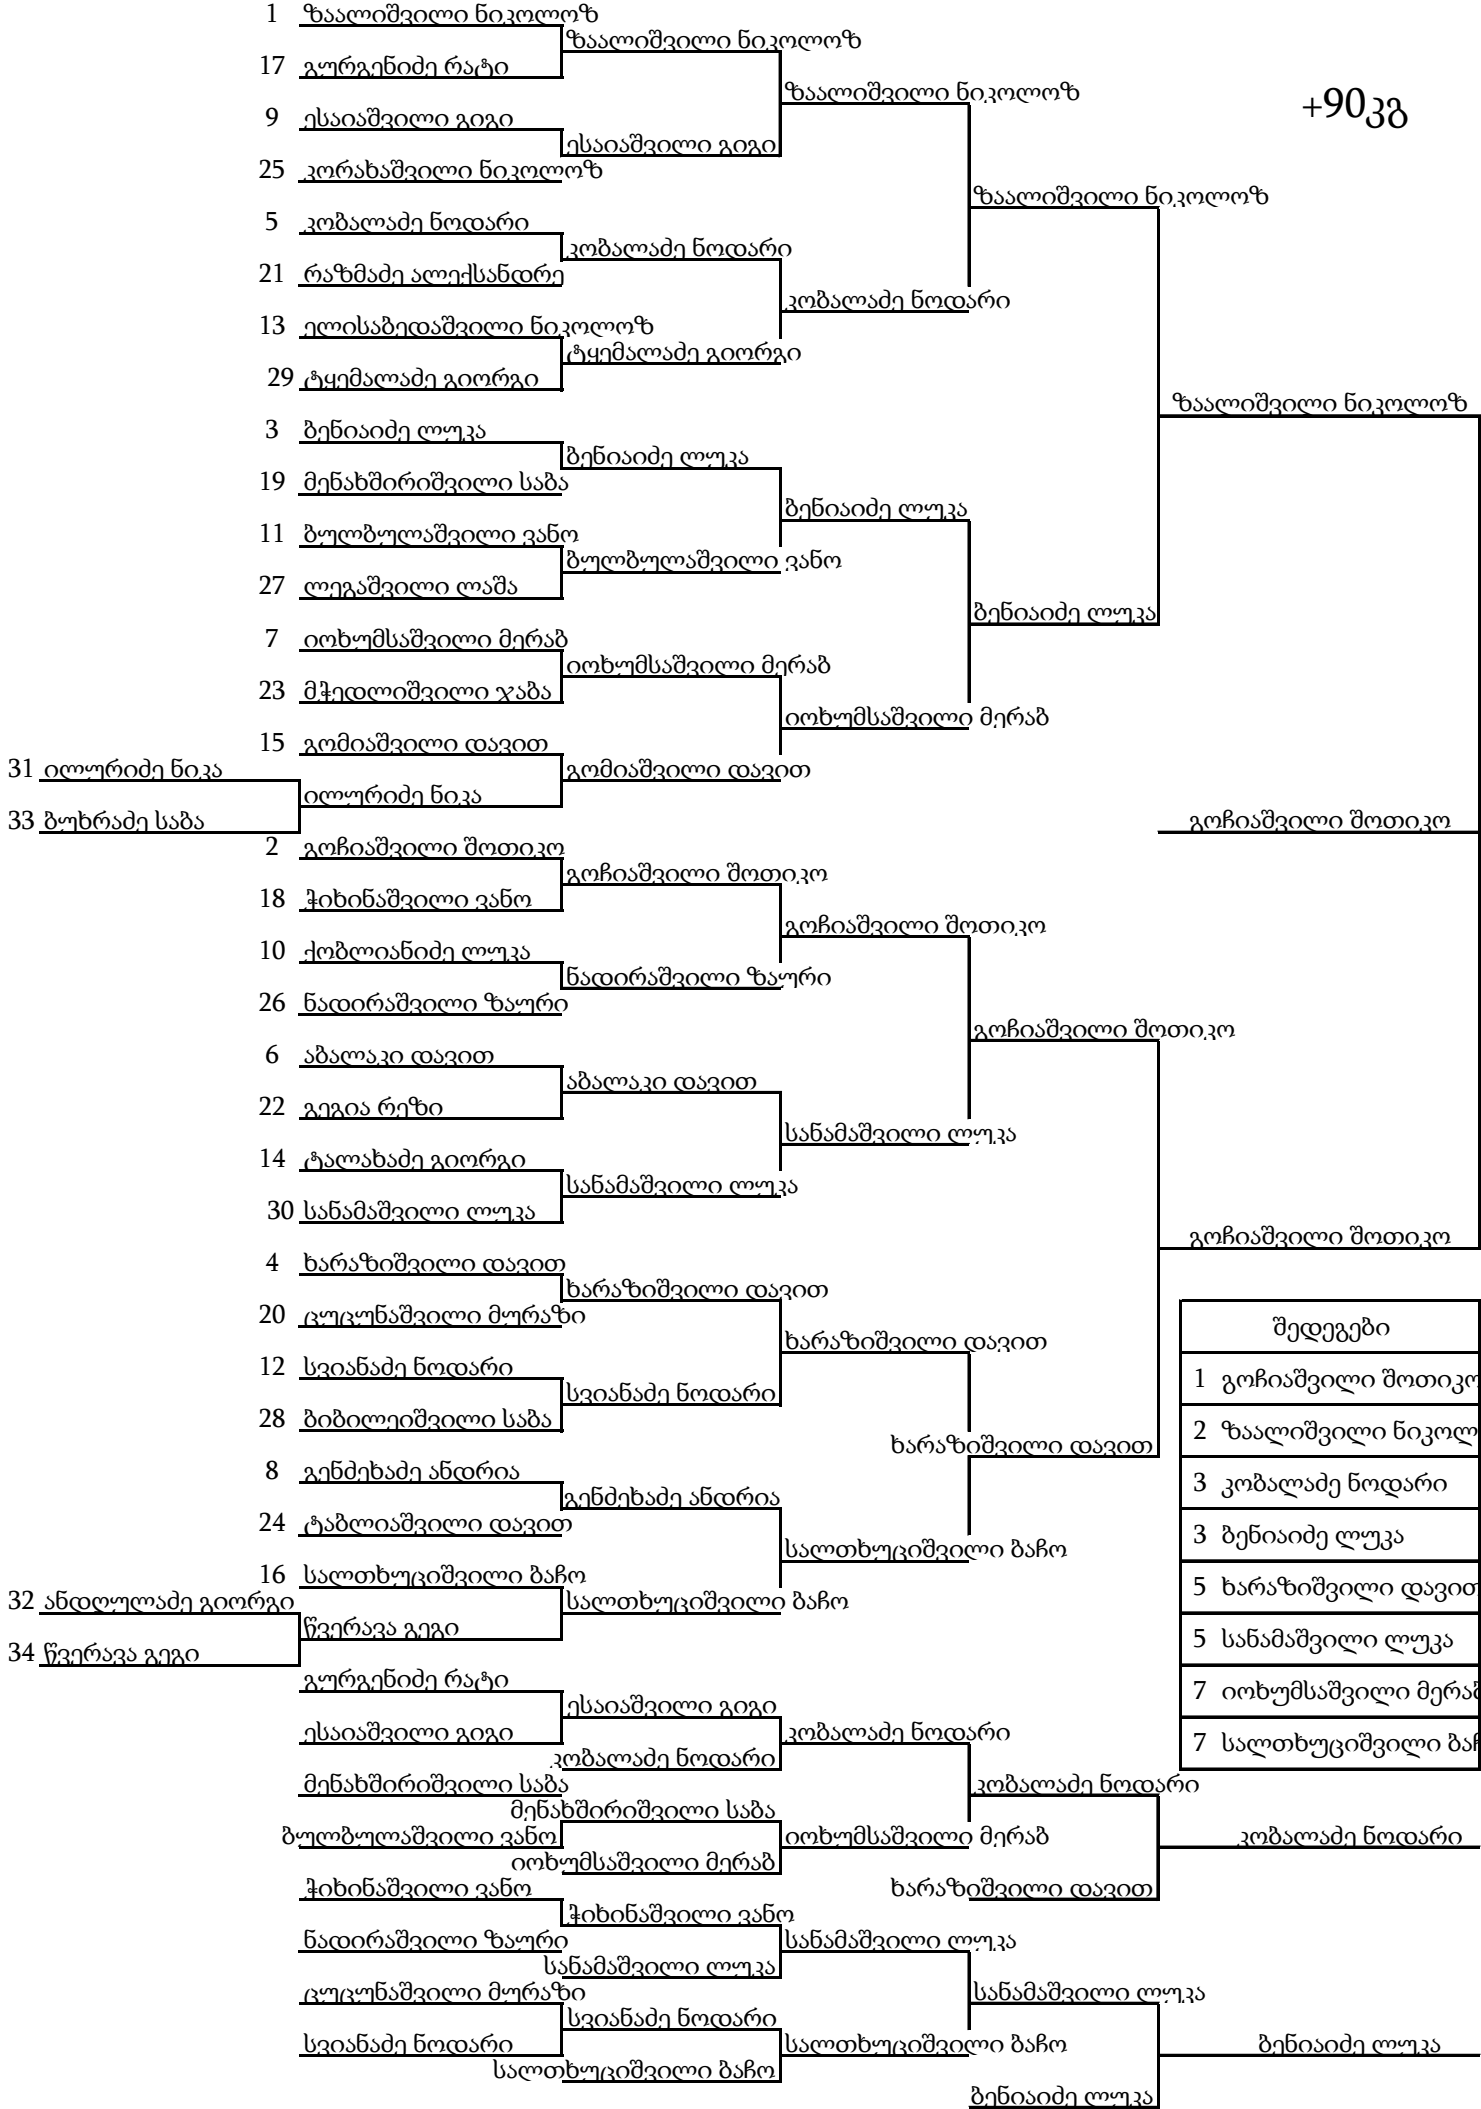 1 ზაალიშვილი ნიკოლოზ
ზაალიშვილი ნიკოლოზ
17 გურგენიძე რატი
ზაალიშვილი ნიკოლოზ
+90კგ
9 ესაიაშვილი გიგი
ესაიაშვილი გიგი
25 კორახაშვილი ნიკოლოზ
ზაალიშვილი ნიკოლოზ
5 კობალაძე ნოდარი
კობალაძე ნოდარი
21 რაზმაძე ალექსანდრე
კობალაძე ნოდარი
13 ელისაბედაშვილი ნიკოლოზ
ტყემალაძე გიორგი
29 ტყემალაძე გიორგი
ზაალიშვილი ნიკოლოზ
3 ბენიაიძე ლუკა
ბენიაიძე ლუკა
19 მენახშირიშვილი საბა
ბენიაიძე ლუკა
11 ბულბულაშვილი ვანო
ბულბულაშვილი ვანო
27 ლეგაშვილი ლაშა
ბენიაიძე ლუკა
7 იოხუმსაშვილი მერაბ
იოხუმსაშვილი მერაბ
23 მჭედლიშვილი ჯაბა
იოხუმსაშვილი მერაბ
15 გომიაშვილი დავით
31 ილურიძე ნიკა
გომიაშვილი დავით
ილურიძე ნიკა
33 ბუხრაძე საბა
გოჩიაშვილი შოთიკო
2 გოჩიაშვილი შოთიკო
გოჩიაშვილი შოთიკო
18 ჭიხინაშვილი ვანო
გოჩიაშვილი შოთიკო
10 ქობლიანიძე ლუკა
ნადირაშვილი ზაური
26 ნადირაშვილი ზაური
გოჩიაშვილი შოთიკო
6 აბალაკი დავით
აბალაკი დავით
22 გეგია რეზი
სანამაშვილი ლუკა
14 ტალახაძე გიორგი
სანამაშვილი ლუკა
30 სანამაშვილი ლუკა
გოჩიაშვილი შოთიკო
4 ხარაზიშვილი დავით
ხარაზიშვილი დავით
20 ცუცუნაშვილი მურაზი
შედეგები
ხარაზიშვილი დავით
12 სვიანაძე ნოდარი
1 გოჩიაშვილი შოთიკო
სვიანაძე ნოდარი
28 ბიბილეიშვილი საბა
2 ზაალიშვილი ნიკოლ
ხარაზიშვილი დავით
8 გენძეხაძე ანდრია
3 კობალაძე ნოდარი
გენძეხაძე ანდრია
24 ტაბლიაშვილი დავით
3 ბენიაიძე ლუკა
სალთხუციშვილი ბაჩო
16 სალთხუციშვილი ბაჩო
5 ხარაზიშვილი დავით
32 ანდღულაძე გიორგი
სალთხუციშვილი ბაჩო
წვერავა გეგი
5 სანამაშვილი ლუკა
34 წვერავა გეგი
გურგენიძე რატი
7 იოხუმსაშვილი მერაბ
ესაიაშვილი გიგი
ესაიაშვილი გიგი
კობალაძე ნოდარი
7 სალთხუციშვილი ბაჩ
კობალაძე ნოდარი
მენახშირიშვილი საბა
კობალაძე ნოდარი
მენახშირიშვილი საბა
ბულბულაშვილი ვანო
იოხუმსაშვილი მერაბ
კობალაძე ნოდარი
იოხუმსაშვილი მერაბ
ჭიხინაშვილი ვანო
ხარაზიშვილი დავით
ჭიხინაშვილი ვანო
ნადირაშვილი ზაური
სანამაშვილი ლუკა
სანამაშვილი ლუკა
ცუცუნაშვილი მურაზი
სანამაშვილი ლუკა
სვიანაძე ნოდარი
სვიანაძე ნოდარი
სალთხუციშვილი ბაჩო
ბენიაიძე ლუკა
სალთხუციშვილი ბაჩო
ბენიაიძე ლუკა